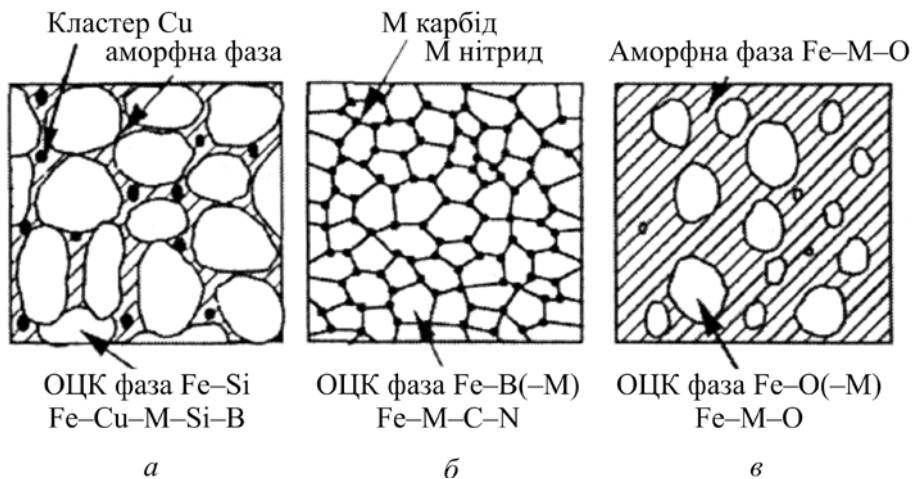 Кластер Cu
аморфна фаза
М карбід
М нітрид
Аморфна фаза Fe–M–O
ОЦК фаза Fe–Si
Fe–Cu–M–Si–B
ОЦК фаза Fe–B(–M)
Fe–M–C–N
ОЦК фаза Fe–O(–M)
Fe–M–O
а
б
в